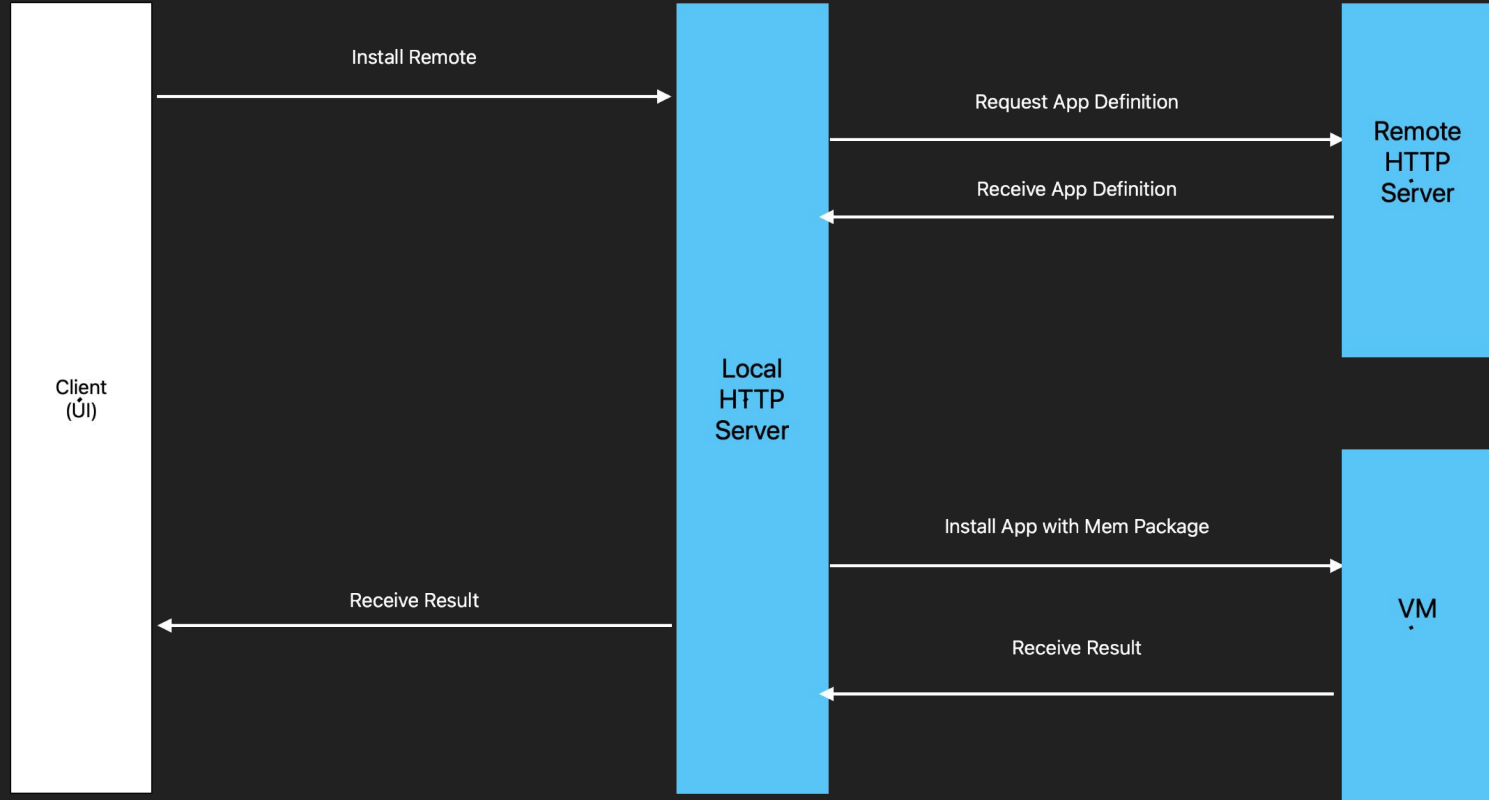 Install Remote
Request App Definition
Remote
HTTP
Server
Receive App Definition
Client
(UI)
Local
HTTP
Server
Install App with Mem Package
Receive Result
VM
Receive Result